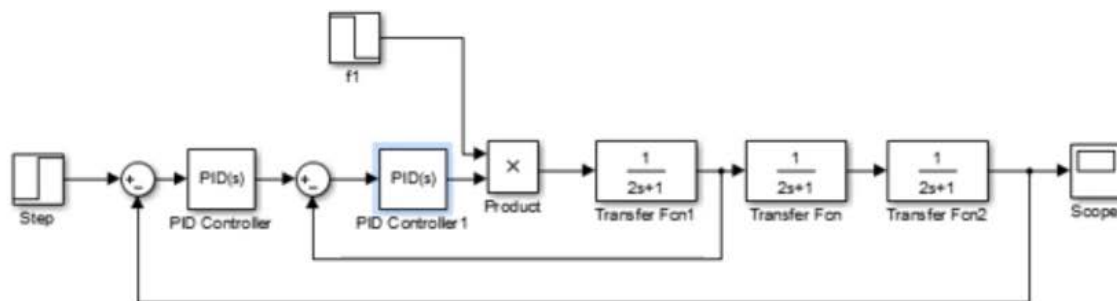 f1
Step
+
−
PID(s)
PID Controller
+
−
PID(s)
PID Controller1
×
Product
1
2s+1
Transfer Fcn1
1
2s+1
Transfer Fcn
1
2s+1
Transfer Fcn2
Scope